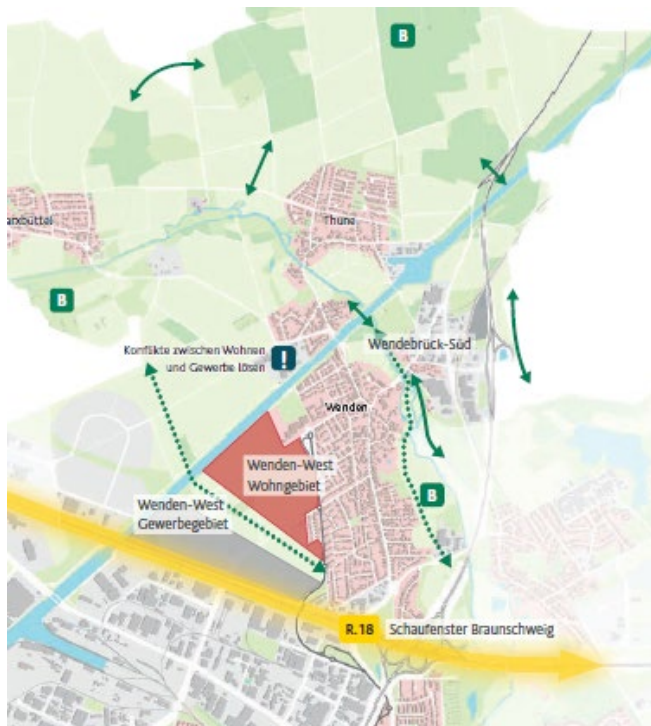 B
arxbüttel
Thune
B
Konflikte zwischen Wohnen
und Gewerbe lösen
!
Wendebrück-Süd
Wenden
Wenden-West
Wohngebiet
Wenden-West
Gewerbegebiet
B
R.18 Schaufenster Braunschweig